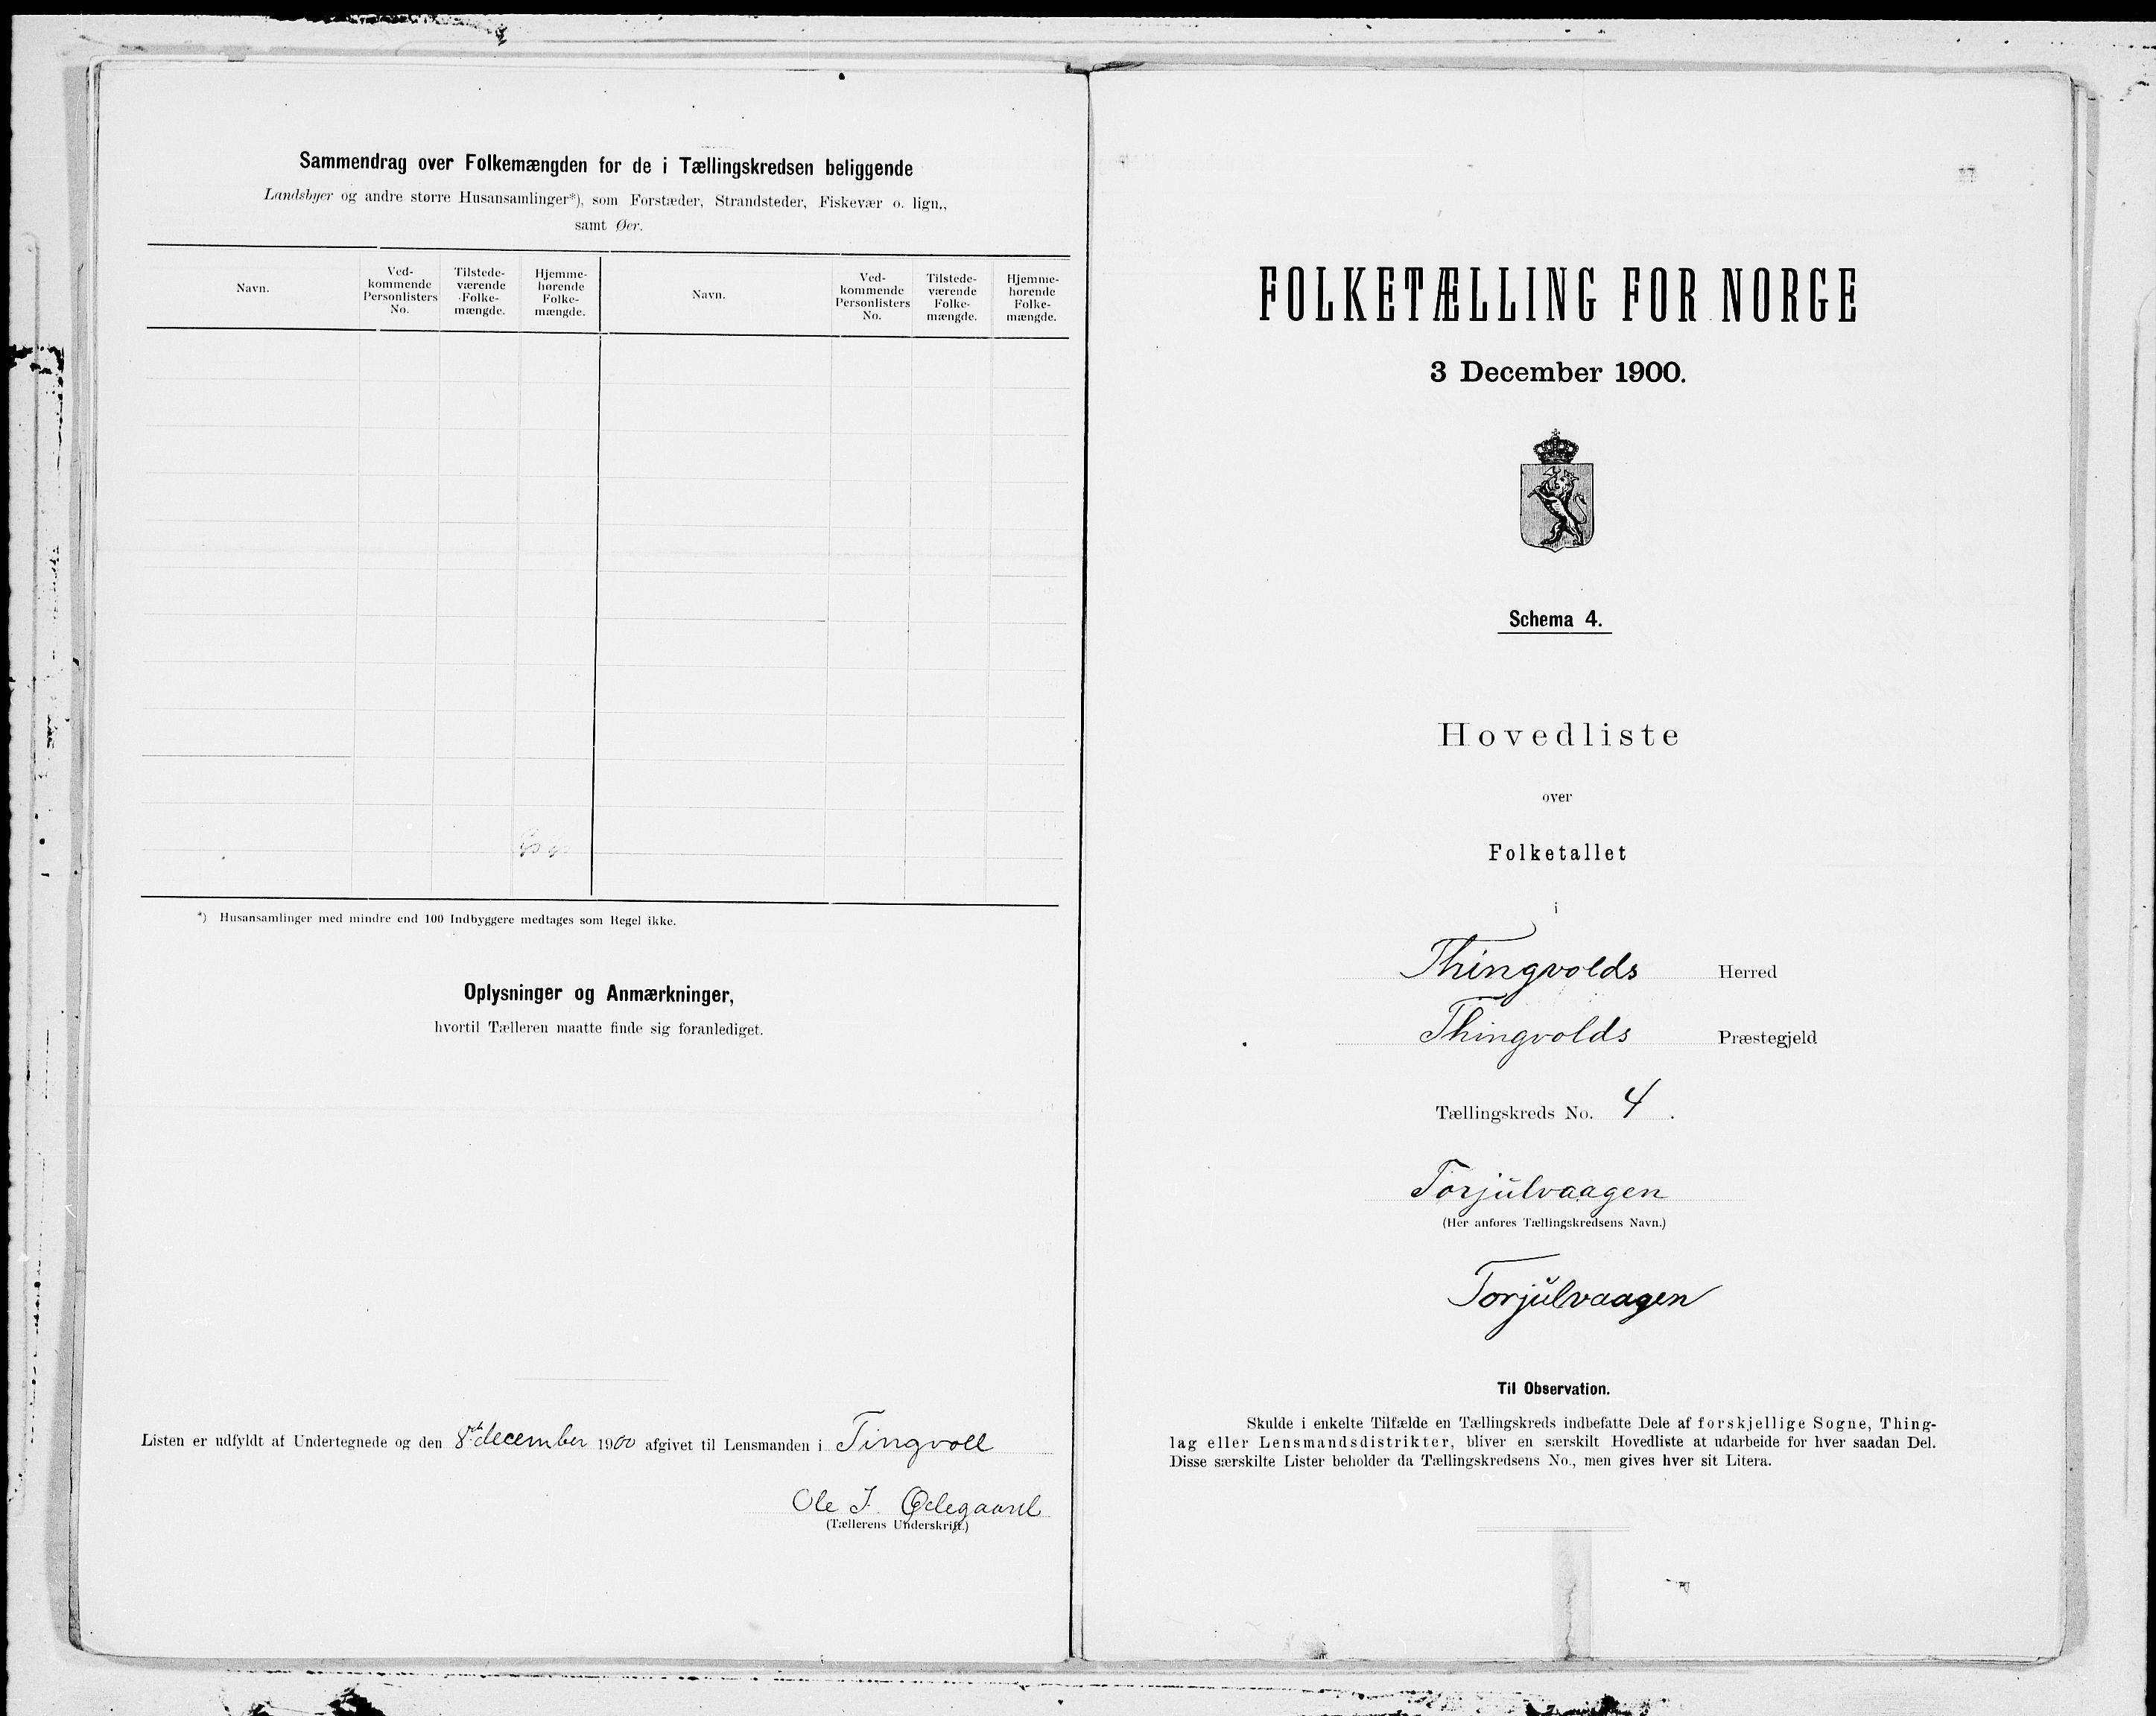 Sammendrag over Folkemængden for de i Tællingskredsen beliggende
Landsbyer og andre større Husansamlinger*), som Forstæder, Strandsteder, Fiskevær o. lign.,
samt Øer.
Navn.
Ved-
kommende
Personlisters
No.
Tilstede-
værende
Folke-
mængde.
Hjemme-
hørende
Folke-
mængde.
Navn.
Ved-
kommende
Personlisters
No.
Tilstede-
værende
Folke-
mængde.
Hjemme-
hørende
Folke-
mængde.
*) Husansamlinger med mindre end 100 Indbyggere medtages som Regel ikke.
Oplysninger og Anmærkninger,
hvortil Tælleren maatte finde sig foranlediget.
Listen er udfyldt af Undertegnede og den 8de december 1900 afgivet til Lensmanden i Tingvoll
Ole J. Ødegaard
(Tællerens Underskrift.)
FOLKETÆLLING FOR NORGE
3 December 1900.
Schema 4.
Hovedliste
over
Folketallet
i
Thingvolds Herred
Thingvolds Præstegjeld
Tællingskreds No. 4.
Torjulvaagen
(Her anføres Tællingskredsens Navn.)
Torjulvaagen
Til Observation.
Skulde i enkelte Tilfælde en Tællingskreds indbefatte Dele af forskjellige Sogne, Thing-
lag eller Lensmandsdistrikter, bliver en særskilt Hovedliste at udarbeide for hver saadan Del.
Disse særskilte Lister beholder da Tællingskredsens No., men gives hver sit Litera.